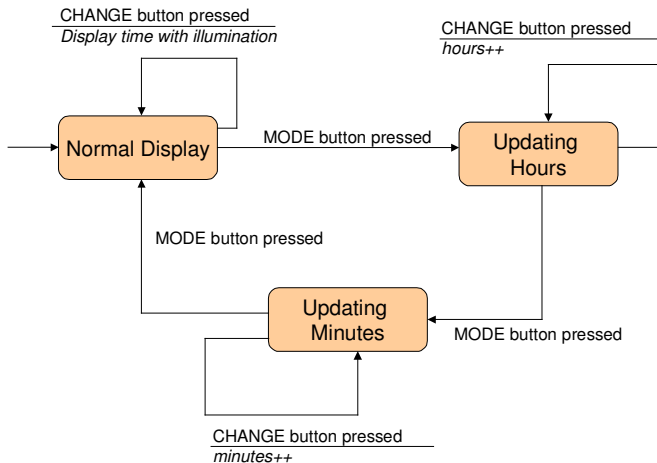 CHANGE button pressed
Display time with illumination
CHANGE button pressed
hours++
Normal Display
MODE button pressed
Updating
Hours
MODE button pressed
Updating
Minutes
MODE button pressed
CHANGE button pressed
minutes++